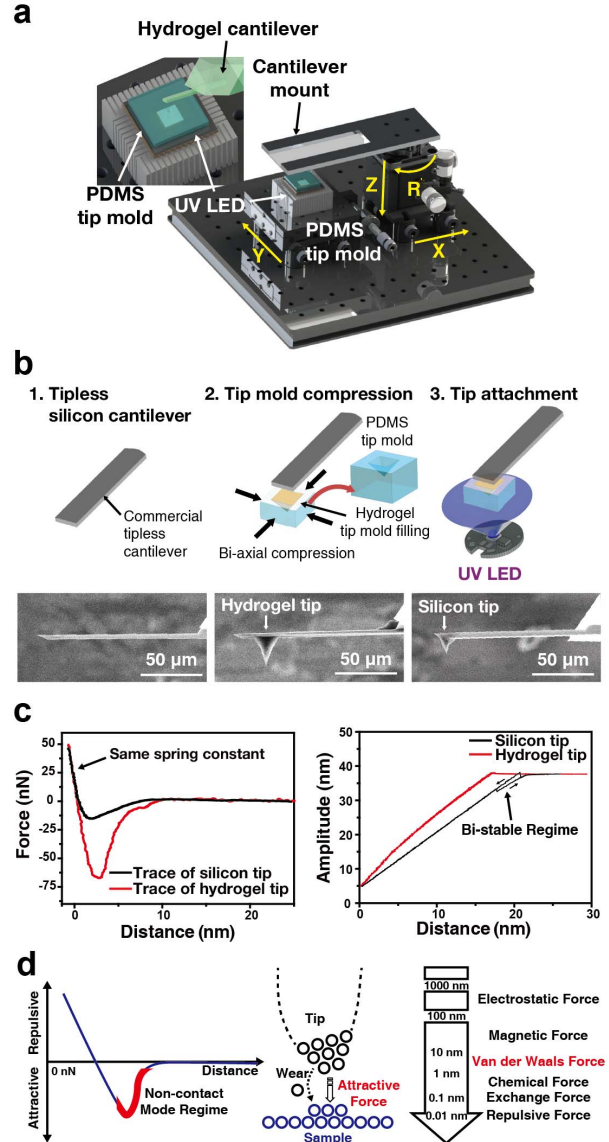 a
Hydrogel cantilever
Cantilever
mount
PDMS
tip mold
UV LED
PDMS
tip mold
Z
R
Y
X
b
1. Tipless
silicon cantilever
2. Tip mold compression
3. Tip attachment
PDMS
tip mold
Commercial
tipless
cantilever
Hydrogel
tip mold filling
Bi-axial compression
UV LED
50 µm
Hydrogel tip
50 µm
Silicon tip
50 µm
c
Force (nN)
50
25
0
-25
-50
-75
Same spring constant
Trace of silicon tip
Trace of hydrogel tip
0
10
20
Distance (nm)
Amplitude (nm)
50
40
30
20
10
0
Silicon tip
Hydrogel tip
Bi-stable Regime
0
10
20
30
Distance (nm)
d
Repulsive
Attractive
0 nN
Distance
Non-contact
Mode Regime
Tip
Wear
Attractive
Force
Sample
1000 nm
Electrostatic Force
100 nm
Magnetic Force
10 nm
Van der Waals Force
1 nm
Chemical Force
Exchange Force
0.1 nm
Repulsive Force
0.01 nm